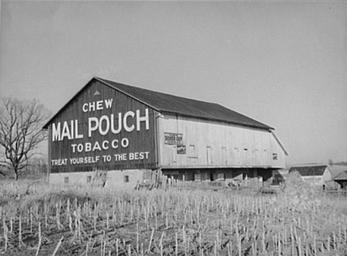 CHEW
MAIL POUCH
TOBACCO
TREAT YOURSELF TO THE BEST